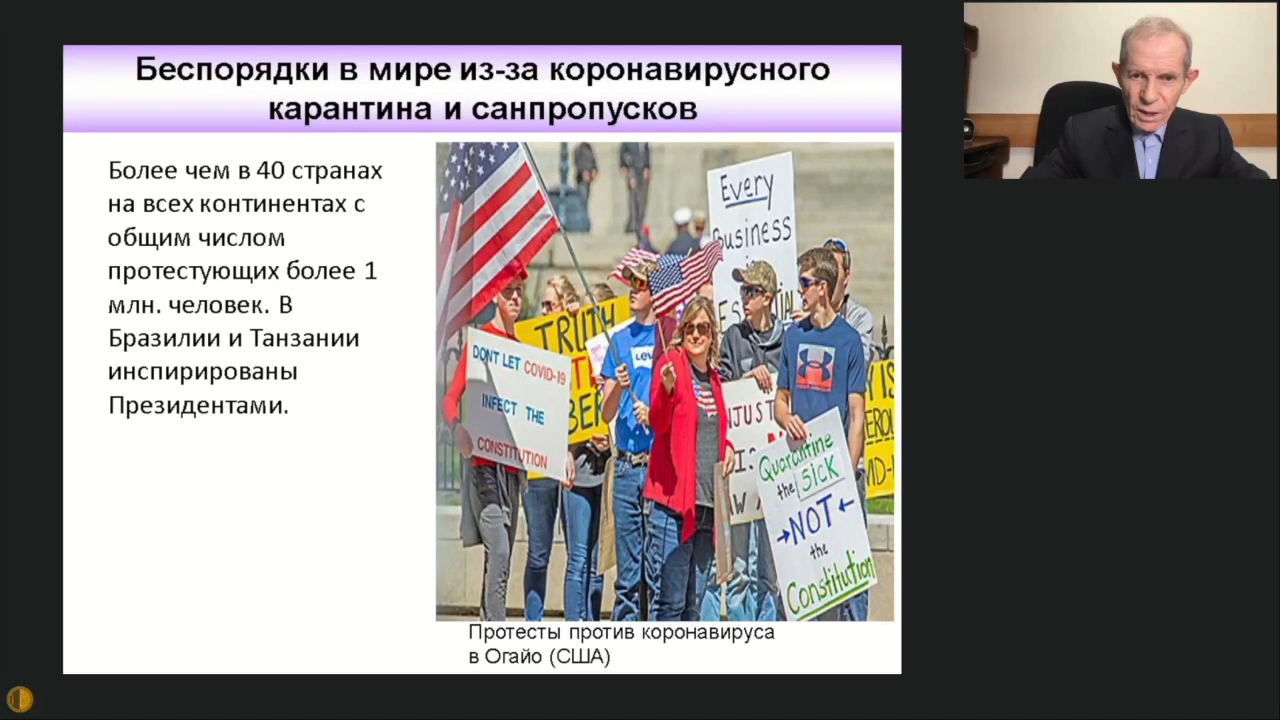 Беспорядки в мире из-за коронавирусного
карантина и санпропусков
Более чем в 40 странах
на всех континентах с
общим числом
протестующих более 1
млн. человек. В
Бразилии и Танзании
инспирированы
Президентами.
Every
Business
is
TRUTH
DON'T LET COVID-19
INFECT THE
CONSTITUTION
Quarantine
the SICK
NOT
the
Constitution
Протесты против коронавируса
в Огайо (США)